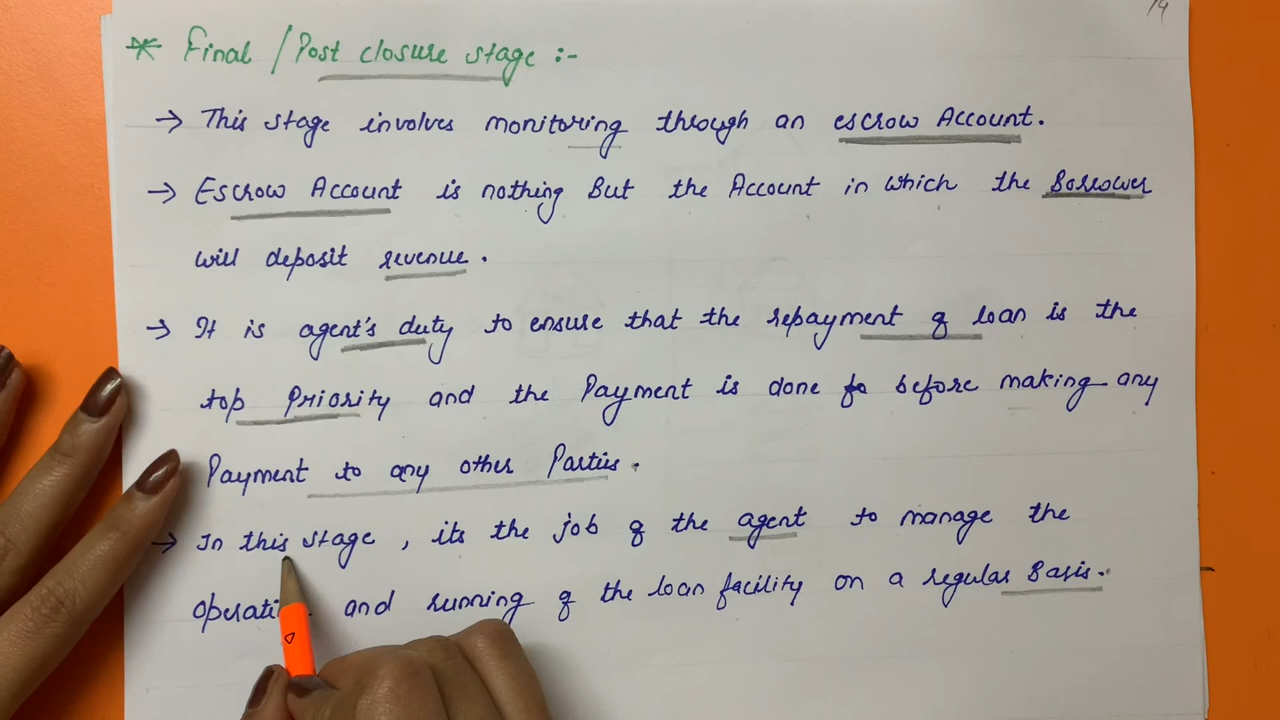 14
* Final / Post closure stage :-
→ This stage involves monitoring through an escrow Account.
→ Escrow Account is nothing But the Account in which the Borrower
will deposit revenue.
→ It is agent's duty to ensure that the repayment of loan is the
top Priority and the Payment is done before making any
Payment to any other Parties.
→ In this stage, its the job of the agent to manage the
and running of the loan facility on a regular Basis.